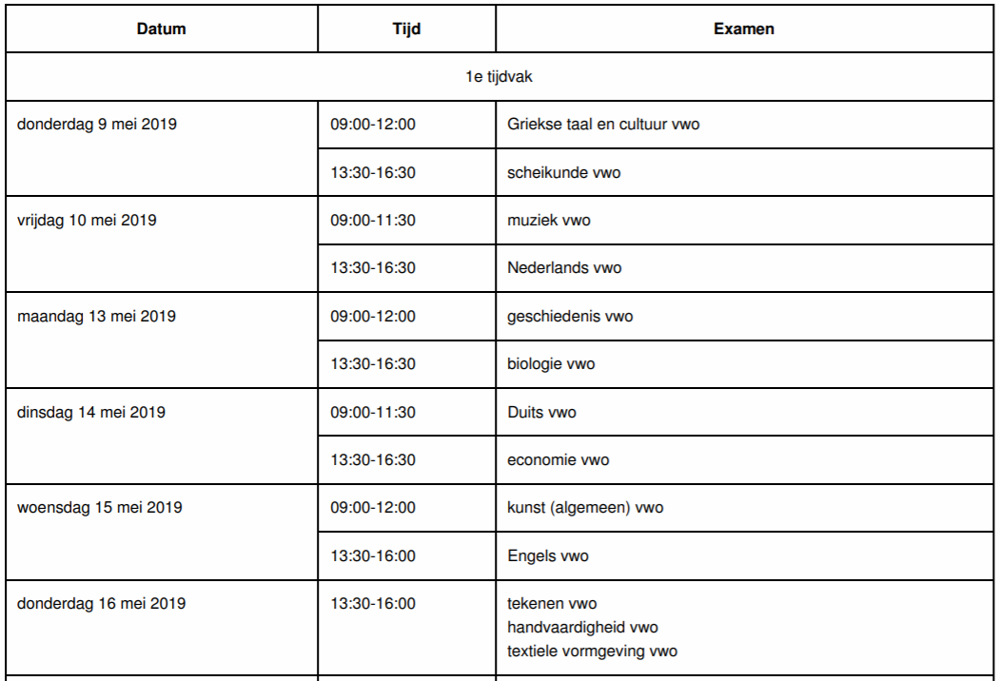 Datum Tijd Examen
1e tijdvak
donderdag 9 mei 2019 09:00-12:00 Griekse taal en cultuur vwo
13:30-16:30 scheikunde vwo
vrijdag 10 mei 2019 09:00-11:30 muziek vwo
13:30-16:30 Nederlands vwo
maandag 13 mei 2019 09:00-12:00 geschiedenis vwo
13:30-16:30 biologie vwo
dinsdag 14 mei 2019 09:00-11:30 Duits vwo
13:30-16:30 economie vwo
woensdag 15 mei 2019 09:00-12:00 kunst (algemeen) vwo
13:30-16:00 Engels vwo
donderdag 16 mei 2019 13:30-16:00 tekenen vwo
handvaardigheid vwo
textiele vormgeving vwo